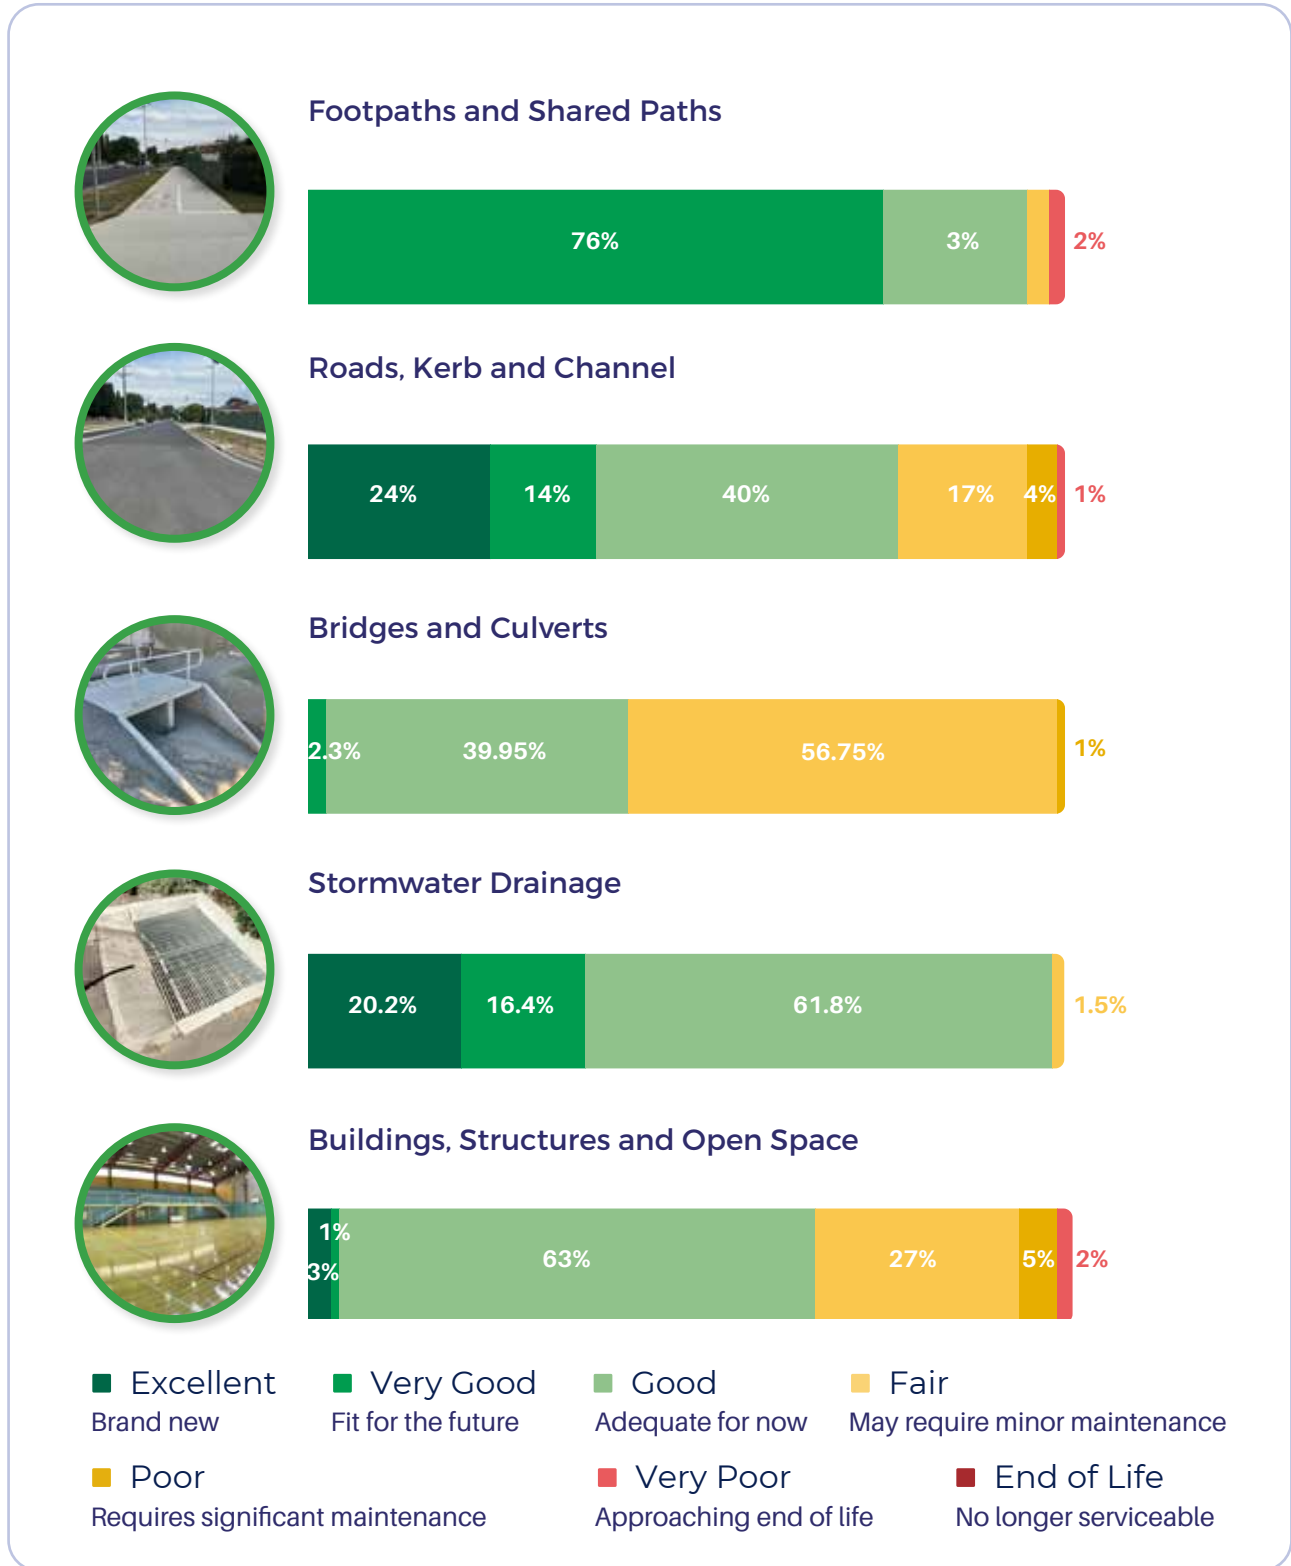 Footpaths and Shared Paths
76% 3% 2%
Roads, Kerb and Channel
24% 14% 40% 17% 4% 1%
Bridges and Culverts
2.3% 39.95% 56.75% 1%
Stormwater Drainage
20.2% 16.4% 61.8% 1.5%
Buildings, Structures and Open Space
1%
3% 63% 27% 5% 2%
Excellent Very Good Good Fair
Brand new Fit for the future Adequate for now May require minor maintenance
Poor Very Poor End of Life
Requires significant maintenance Approaching end of life No longer serviceable